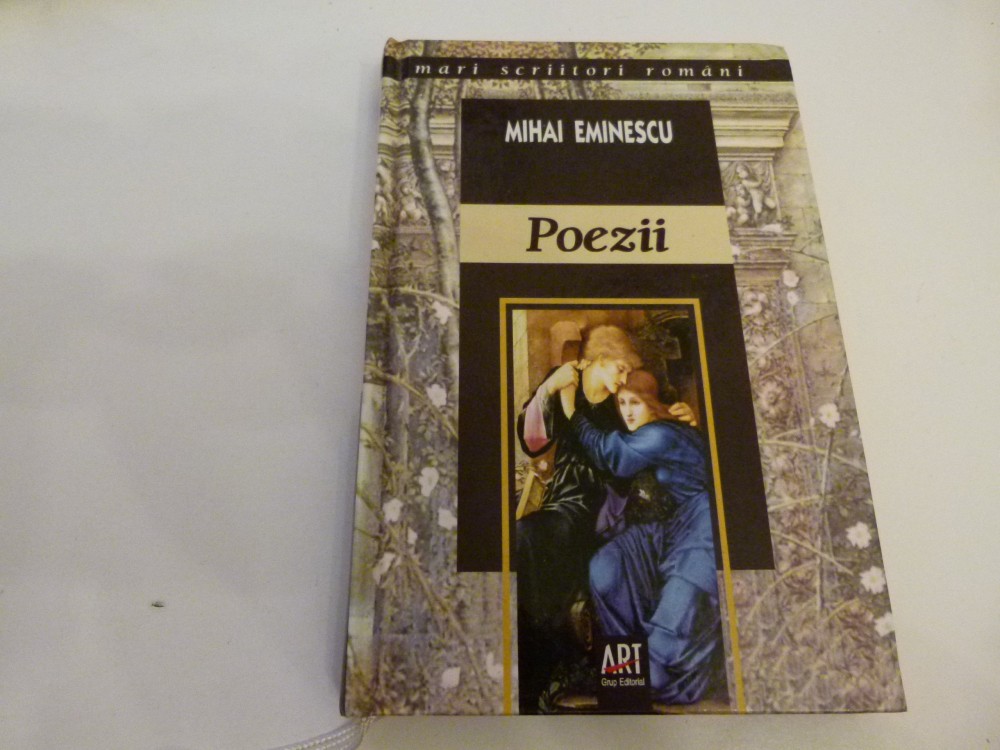 mari scriitori români
MIHAI EMINESCU
Poezii
ART
Grup Editorial